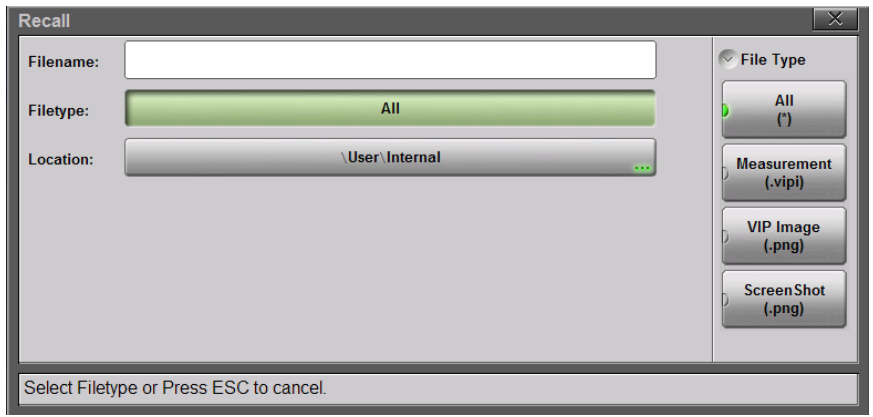 Recall
Filename:
Filetype: All
Location: \User\Internal ...
File Type
All
(*)
Measurement
(.vipi)
VIP Image
(.png)
ScreenShot
(.png)
Select Filetype or Press ESC to cancel.